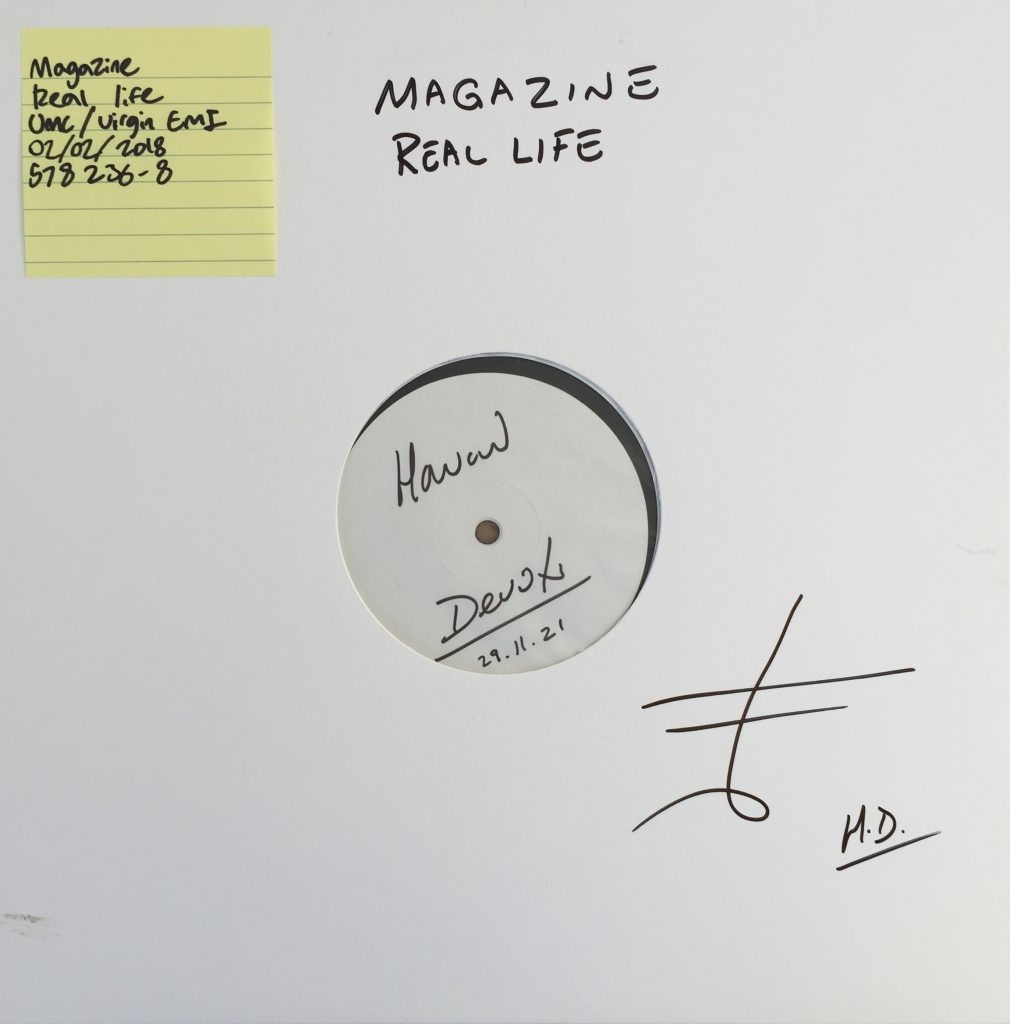 Magazine
Real life
UMC/Virgin EMI
02/02/2018
578 236-8
MAGAZINE
REAL LIFE
Howard
Devoto
29.11.21
H.D.